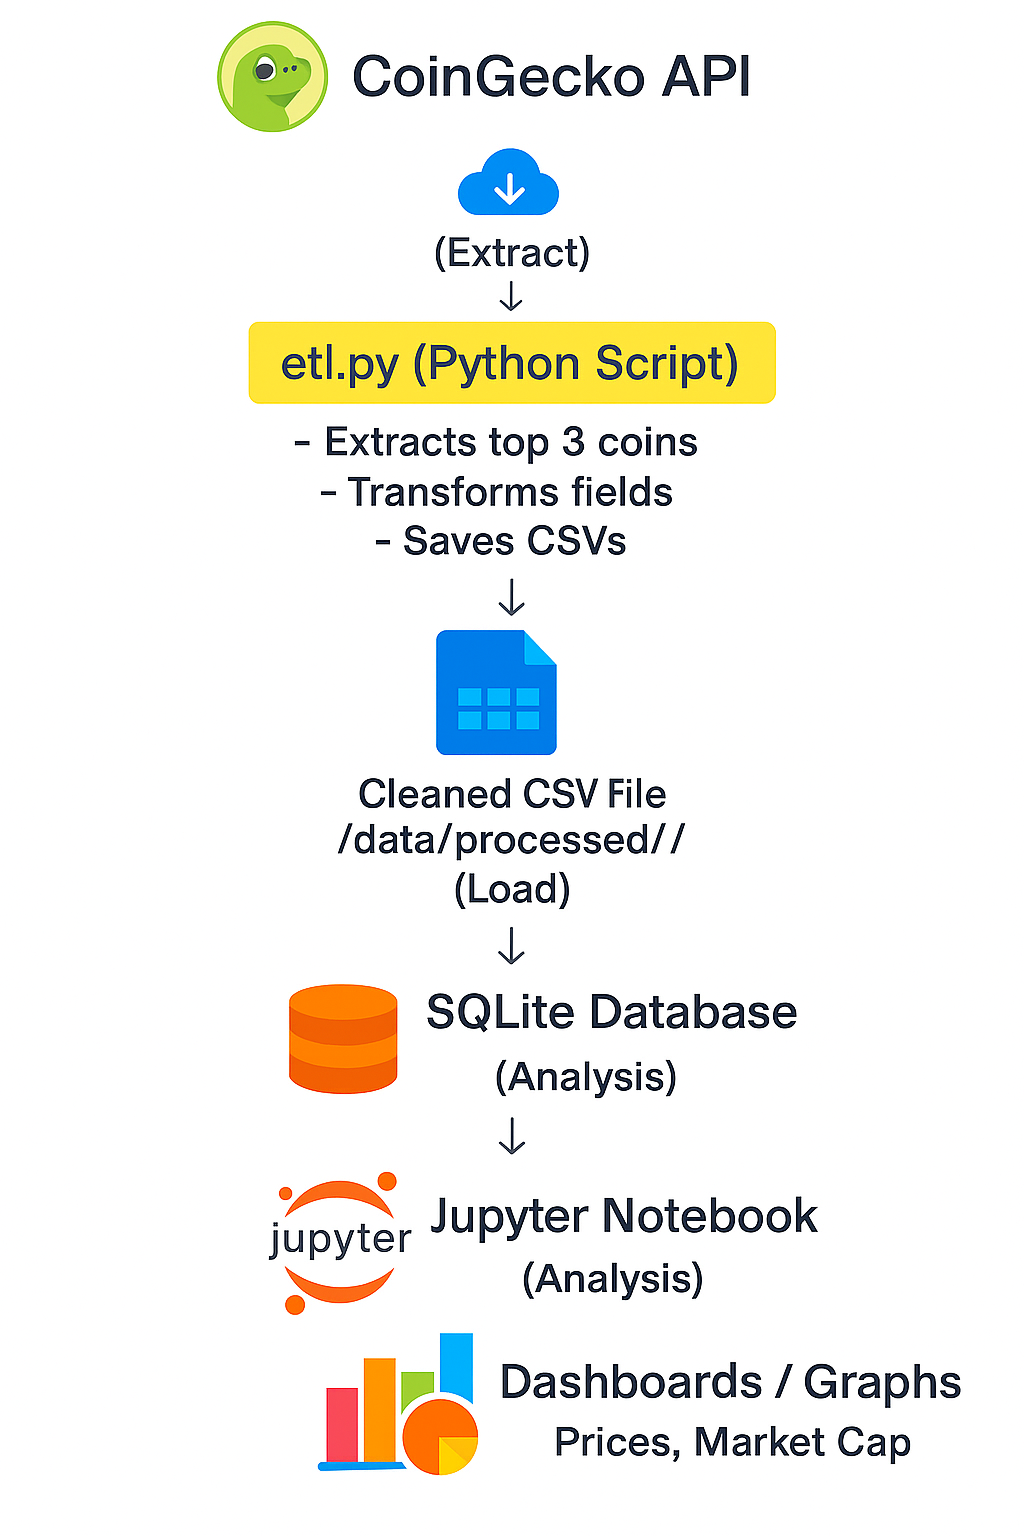 CoinGecko API
(Extract)
etl.py (Python Script)
- Extracts top 3 coins
- Transforms fields
- Saves CSVs
Cleaned CSV File
/data/processed//
(Load)
SQLite Database
(Analysis)
jupyter
Jupyter Notebook
(Analysis)
Dashboards / Graphs
Prices, Market Cap